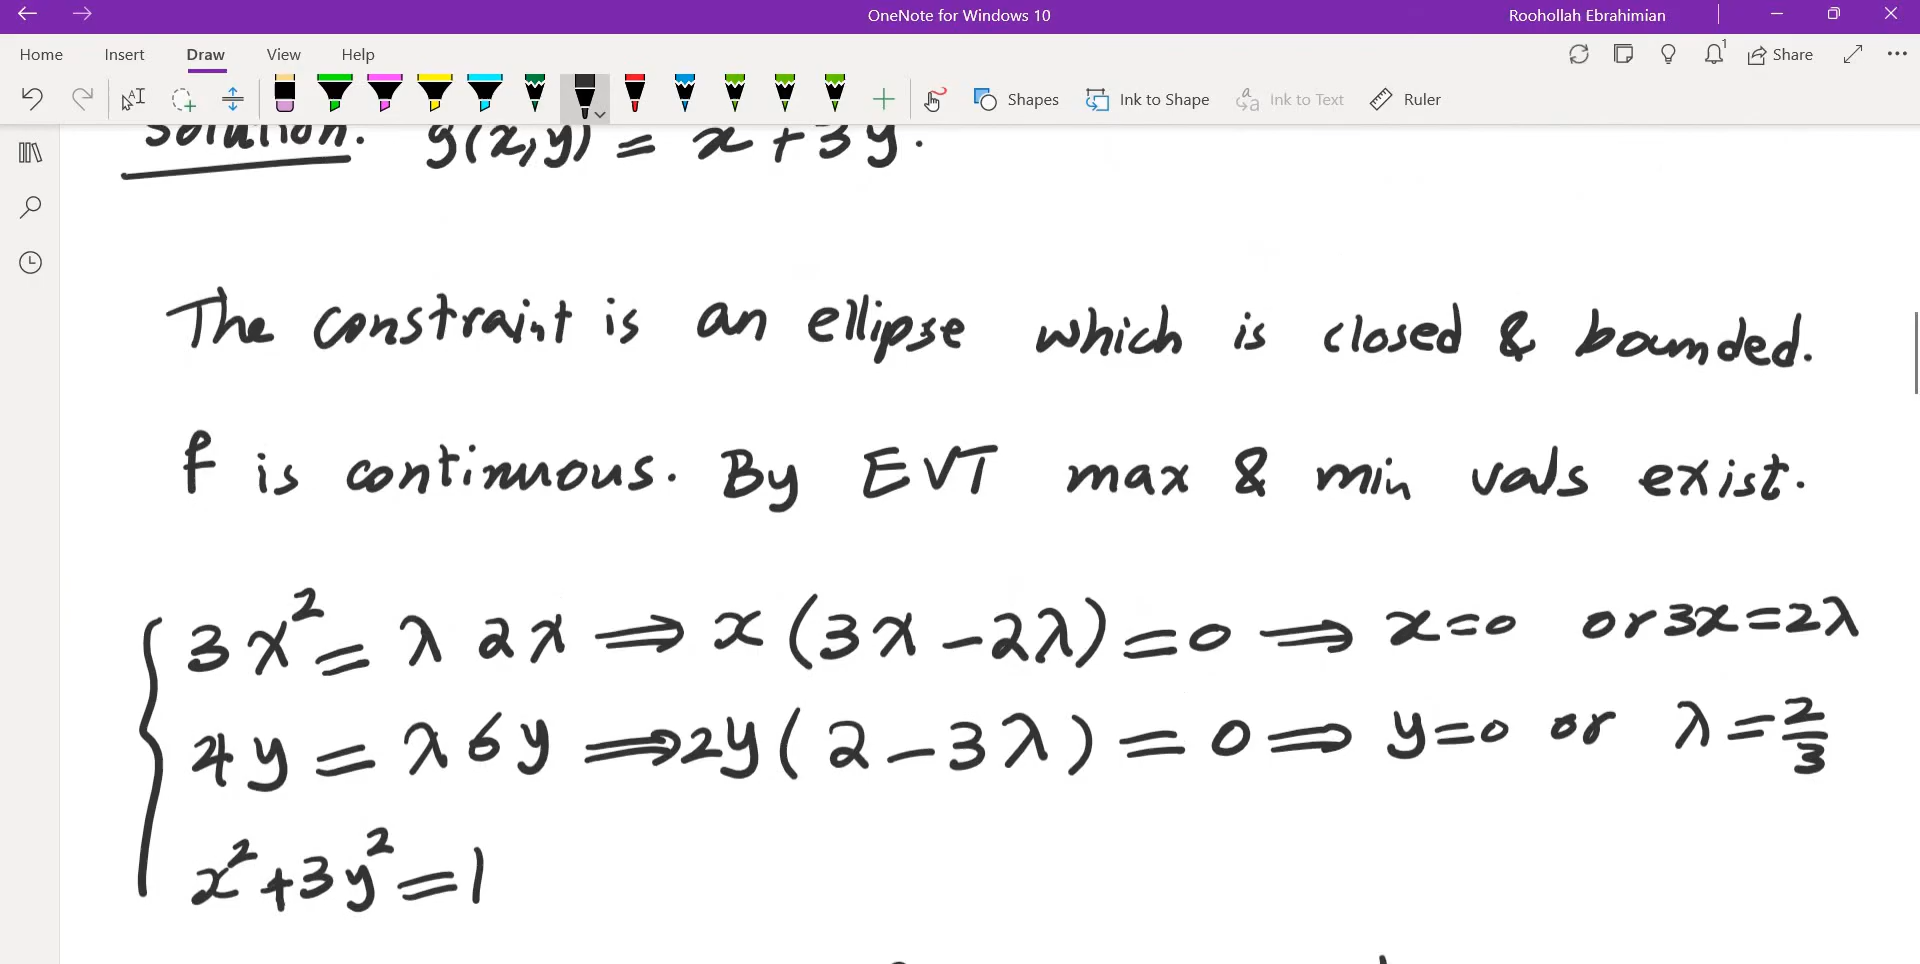 OneNote for Windows 10
Roohollah Ebrahimian
Home Insert Draw View Help
1 Share
Shapes Ink to Shape Ink to Text Ruler
Solution: g(x,y) = x + 3y.
The constraint is an ellipse which is closed & bounded.
f is continuous. By EVT max & min vals exist.
3x² = λ 2x ⟹ x(3x − 2λ) = 0 ⟹ x = 0 or 3x = 2λ
4y = λ6y ⟹ 2y(2 − 3λ) = 0 ⟹ y = 0 or λ = 2/3
x² + 3y² = 1